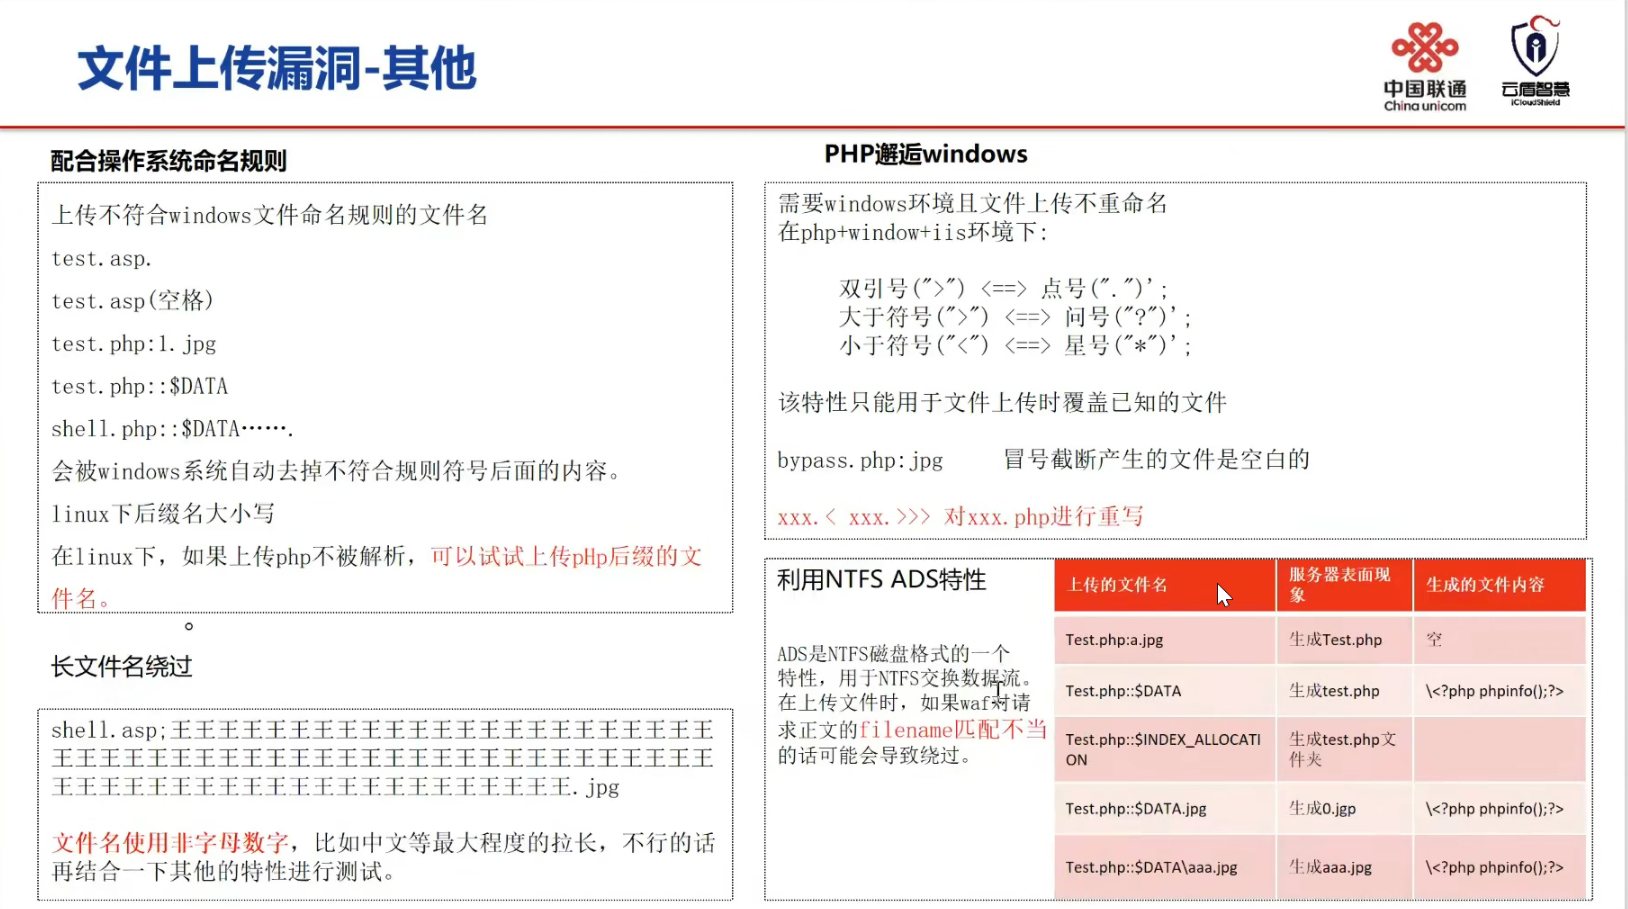 文件上传漏洞-其他
中国联通
China unicom
云盾智慧
iCloudShield
配合操作系统命名规则
上传不符合windows文件命名规则的文件名
test.asp.
test.asp(空格)
test.php:1.jpg
test.php::$DATA
shell.php::$DATA…….
会被windows系统自动去掉不符合规则符号后面的内容。
linux下后缀名大小写
在linux下，如果上传php不被解析，可以试试上传pHp后缀的文
件名。
。
长文件名绕过
shell.asp;王王王王王王王王王王王王王王王王王王王王王王王
王王王王王王王王王王王王王王王王王王王王王王王王王王王王
王王王王王王王王王王王王王王王王王王王王王王.jpg
文件名使用非字母数字，比如中文等最大程度的拉长，不行的话
再结合一下其他的特性进行测试。
PHP邂逅windows
需要windows环境且文件上传不重命名
在php+window+iis环境下:
双引号(">") <==> 点号(".")';
大于符号(">") <==> 问号("?")';
小于符号("<") <==> 星号("*")';
该特性只能用于文件上传时覆盖已知的文件
bypass.php:jpg 冒号截断产生的文件是空白的
xxx.< xxx.>>> 对xxx.php进行重写
利用NTFS ADS特性
ADS是NTFS磁盘格式的一个
特性，用于NTFS交换数据流。
在上传文件时，如果waf对请
求正文的filename匹配不当
的话可能会导致绕过。
上传的文件名 服务器表面现 生成的文件内容
象
Test.php:a.jpg 生成Test.php 空
Test.php::$DATA 生成test.php \<?php phpinfo();?>
Test.php::$INDEX_ALLOCATI 生成test.php文
ON 件夹
Test.php::$DATA.jpg 生成0.jgp \<?php phpinfo();?>
Test.php::$DATA\aaa.jpg 生成aaa.jpg \<?php phpinfo();?>